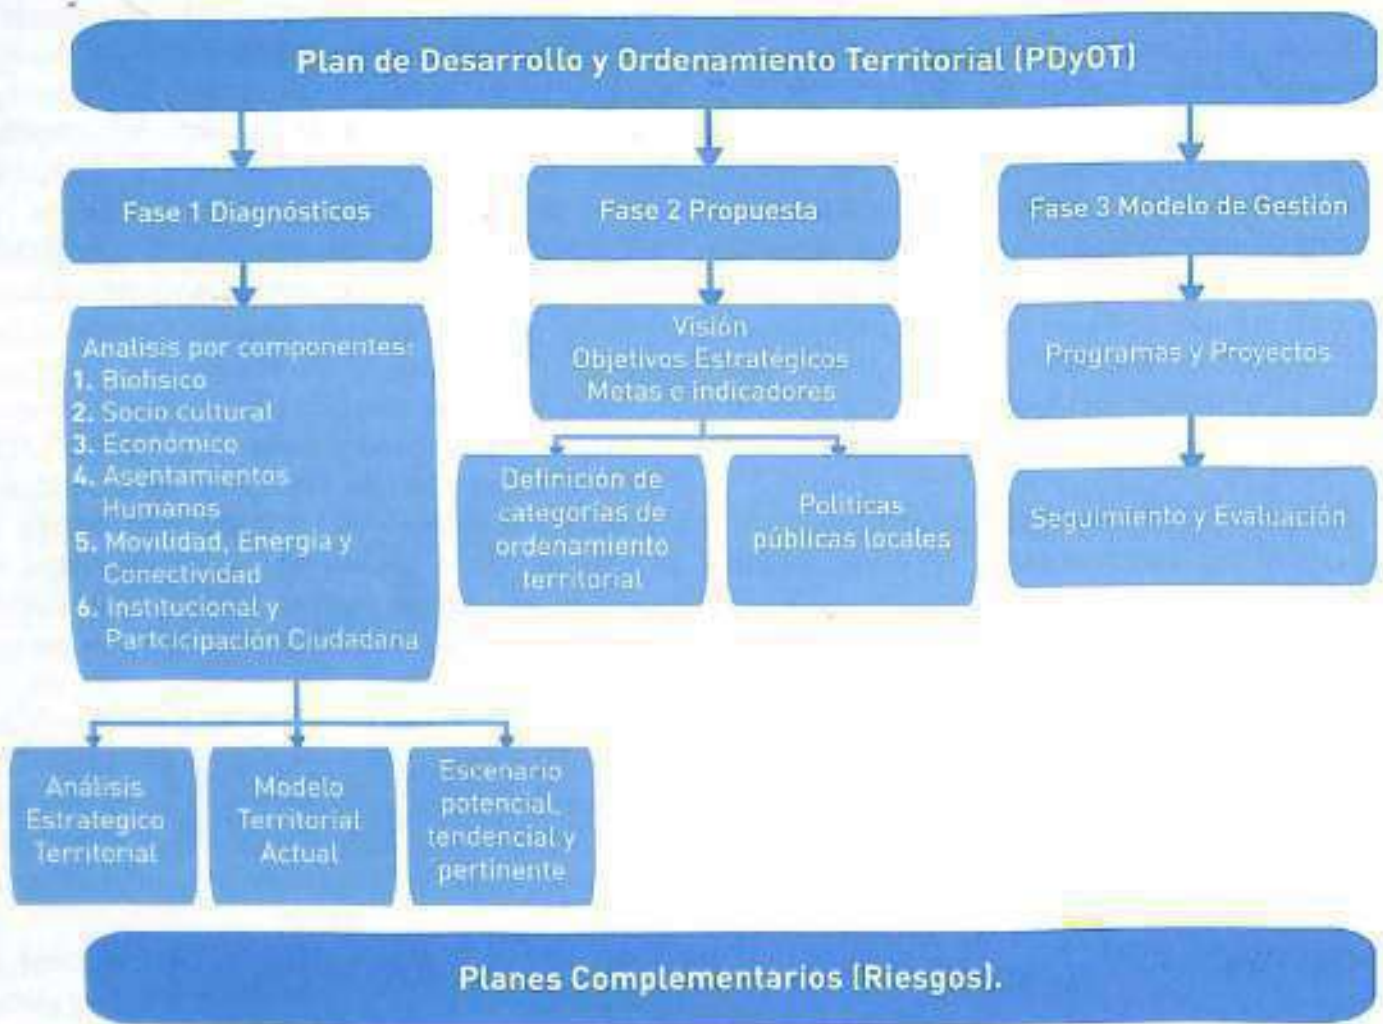 Plan de Desarrollo y Ordenamiento Territorial (PDyOT)
Fase 1 Diagnósticos
Fase 2 Propuesta
Fase 3 Modelo de Gestión
Analisis por componentes:
1. Biofisico
2. Socio cultural
3. Económico
4. Asentamientos
Humanos
5. Movilidad, Energia y
Conectividad
6. Institucional y
Partcicipación Ciudadana
Visión
Objetivos Estratégicos
Metas e indicadores
Programas y Proyectos
Definición de
categorías de
ordenamiento
territorial
Políticas
públicas locales
Seguimiento y Evaluación
Análisis
Estrategico
Territorial
Modelo
Territorial
Actual
Escenario
potencial,
tendencial y
pertinente
Planes Complementarios (Riesgos).